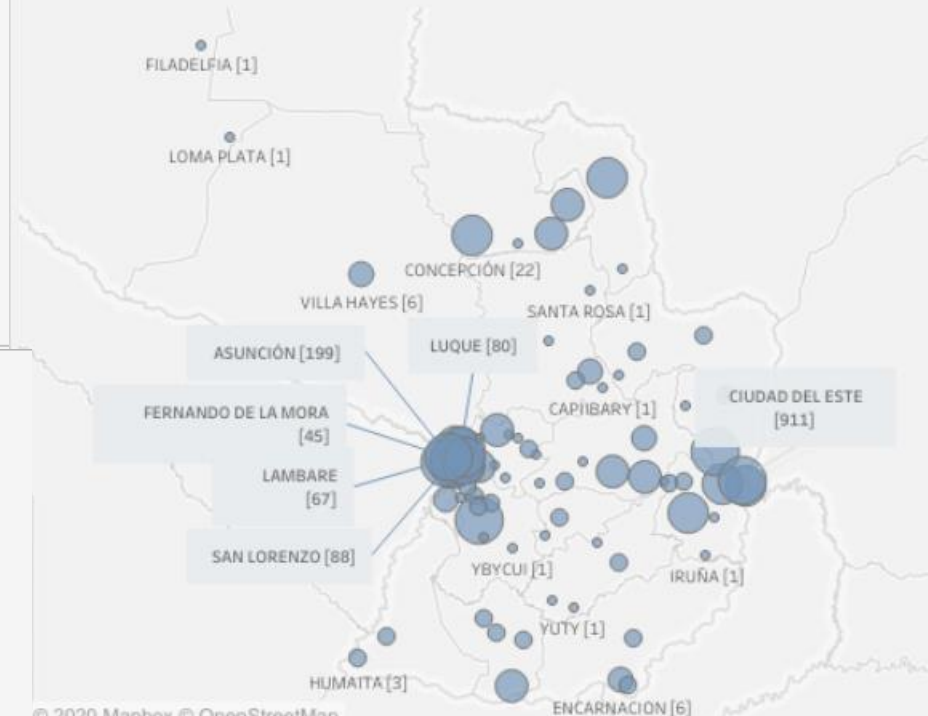 FILADELFIA [1]
LOMA PLATA [1]
CONCEPCIÓN [22]
VILLA HAYES [6]
SANTA ROSA [1]
ASUNCIÓN [199]
LUQUE [80]
FERNANDO DE LA MORA
[45]
CAPIIBARY [1]
CIUDAD DEL ESTE
[911]
LAMBARE
[67]
SAN LORENZO [88]
YBYCUI [1]
IRUÑA [1]
YUTY [1]
HUMAITA [3]
ENCARNACION [6]
© 2020 Mapbox © OpenStreetMap